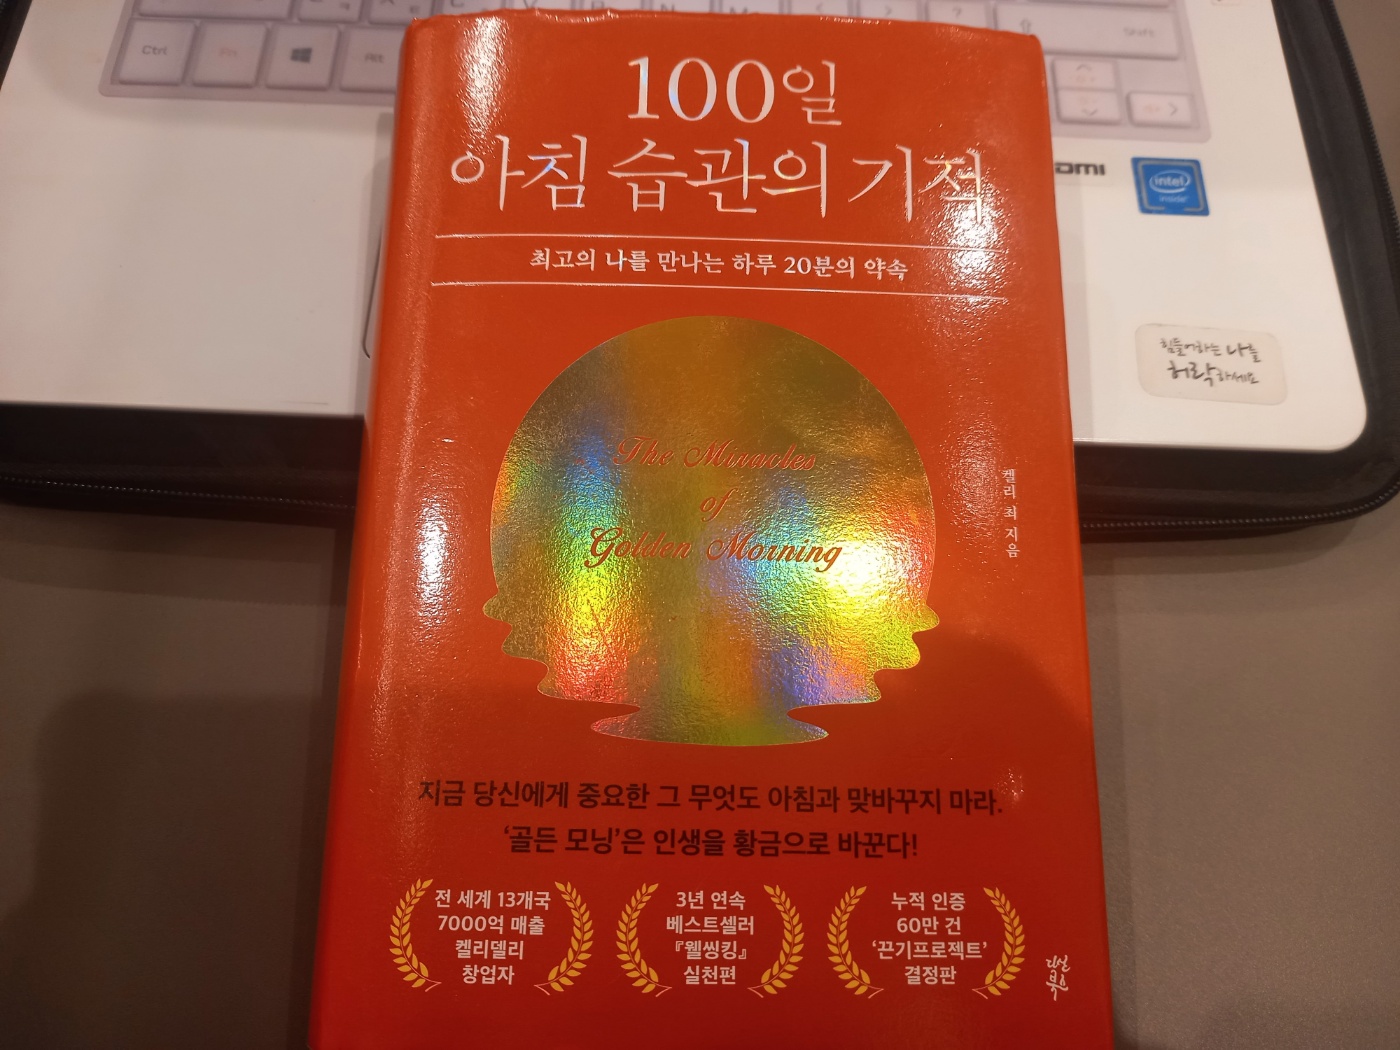 Ctrl
Fn
Alt
Shift
100일
아침 습관의 기적
최고의 나를 만나는 하루 20분의 약속
intel
inside
힘들어하는 나를
허락하세요
The Miracles
of
Golden Morning
켈리 최 지음
지금 당신에게 중요한 그 무엇도 아침과 맞바꾸지 마라.
‘골든 모닝’은 인생을 황금으로 바꾼다!
전 세계 13개국
7000억 매출
켈리델리
창업자
3년 연속
베스트셀러
『웰씽킹』
실천편
누적 인증
60만 건
‘끈기프로젝트’
결정판
다산
북스